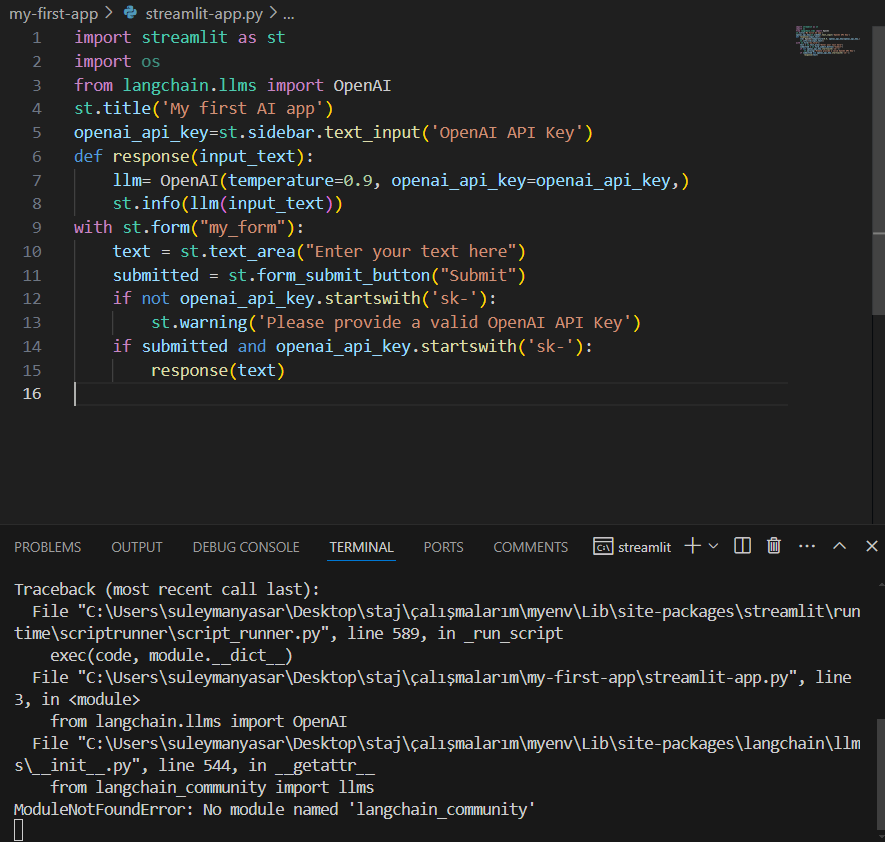 my-first-app > streamlit-app.py > ...
1 import streamlit as st
2 import os
3 from langchain.llms import OpenAI
4 st.title('My first AI app')
5 openai_api_key=st.sidebar.text_input('OpenAI API Key')
6 def response(input_text):
7     llm= OpenAI(temperature=0.9, openai_api_key=openai_api_key,)
8     st.info(llm(input_text))
9 with st.form("my_form"):
10     text = st.text_area("Enter your text here")
11     submitted = st.form_submit_button("Submit")
12     if not openai_api_key.startswith('sk-'):
13         st.warning('Please provide a valid OpenAI API Key')
14     if submitted and openai_api_key.startswith('sk-'):
15         response(text)
16
PROBLEMS OUTPUT DEBUG CONSOLE TERMINAL PORTS COMMENTS streamlit
Traceback (most recent call last):
  File "C:\Users\suleymanyasar\Desktop\staj\çalışmalarım\myenv\Lib\site-packages\streamlit\run
time\scriptrunner\script_runner.py", line 589, in _run_script
    exec(code, module.__dict__)
  File "C:\Users\suleymanyasar\Desktop\staj\çalışmalarım\my-first-app\streamlit-app.py", line
3, in <module>
    from langchain.llms import OpenAI
  File "C:\Users\suleymanyasar\Desktop\staj\çalışmalarım\myenv\Lib\site-packages\langchain\llm
s\__init__.py", line 544, in __getattr__
    from langchain_community import llms
ModuleNotFoundError: No module named 'langchain_community'